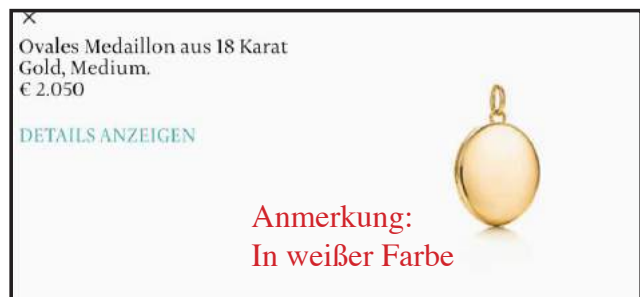 Ovales Medaillon aus 18 Karat
Gold, Medium.
€ 2.050
DETAILS ANZEIGEN
Anmerkung:
In weißer Farbe